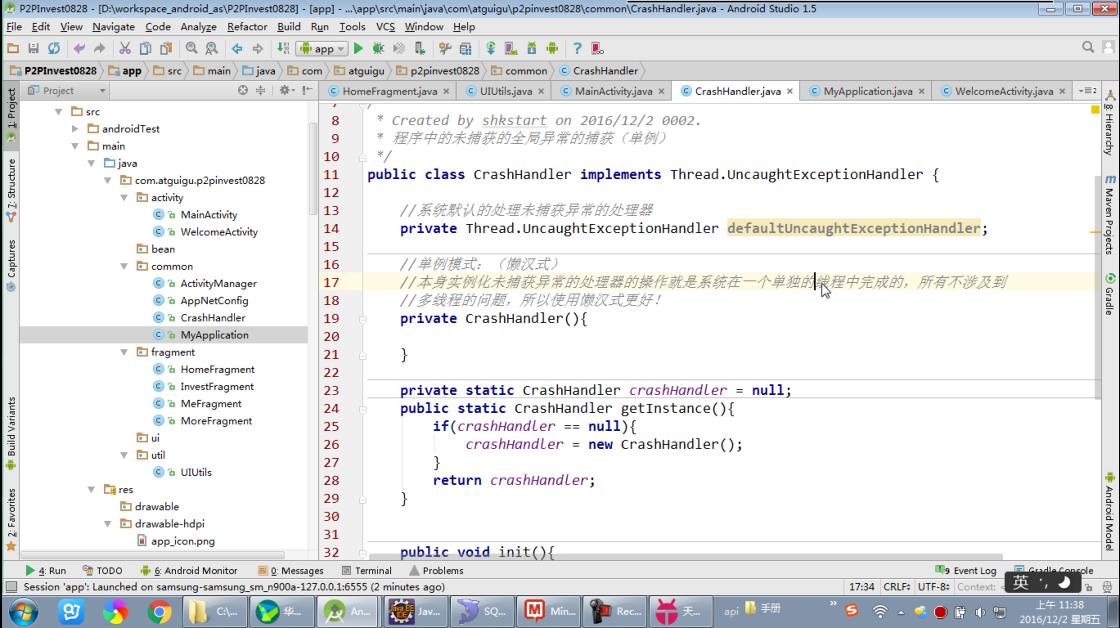 P2PInvest0828 - [D:\workspace_android_as\P2PInvest0828] - [app] - ...\app\src\main\java\com\atguigu\p2pinvest0828\common\CrashHandler.java - Android Studio 1.5
File Edit View Navigate Code Analyze Refactor Build Run Tools VCS Window Help
app
P2PInvest0828 app src main java com atguigu p2pinvest0828 common CrashHandler
Project
HomeFragment.java UIUtils.java MainActivity.java CrashHandler.java MyApplication.java WelcomeActivity.java
1: Project
7: Structure
Captures
Build Variants
2: Favorites
src
androidTest
main
java
com.atguigu.p2pinvest0828
activity
MainActivity
WelcomeActivity
bean
common
ActivityManager
AppNetConfig
CrashHandler
MyApplication
fragment
HomeFragment
InvestFragment
MeFragment
MoreFragment
ui
util
UIUtils
res
drawable
drawable-hdpi
app_icon.png
8 * Created by shkstart on 2016/12/2 0002.
9 * 程序中的未捕获的全局异常的捕获（单例）
10 */
11 public class CrashHandler implements Thread.UncaughtExceptionHandler {
12
13 //系统默认的处理未捕获异常的处理器
14 private Thread.UncaughtExceptionHandler defaultUncaughtExceptionHandler;
15
16 //单例模式：（懒汉式）
17 //本身实例化未捕获异常的处理器的操作就是系统在一个单独的线程中完成的，所有不涉及到
18 //多线程的问题，所以使用懒汉式更好！
19 private CrashHandler(){
20
21 }
22
23 private static CrashHandler crashHandler = null;
24 public static CrashHandler getInstance(){
25 if(crashHandler == null){
26 crashHandler = new CrashHandler();
27 }
28 return crashHandler;
29 }
30
31
32 public void init(){
8: Hierarchy
Maven Projects
Gradle
Android Model
4: Run TODO 6: Android Monitor 0: Messages Terminal Problems 9 Event Log Gradle Console
Session 'app': Launched on samsung-samsung_sm_n900a-127.0.0.1:6555 (2 minutes ago) 17:34 CRLF÷ UTF-8÷ Context:
英
C:\... 华... An... Jav... SQ... Min... Rec... 天... api 手册 »
上午 11:38
2016/12/2 星期五